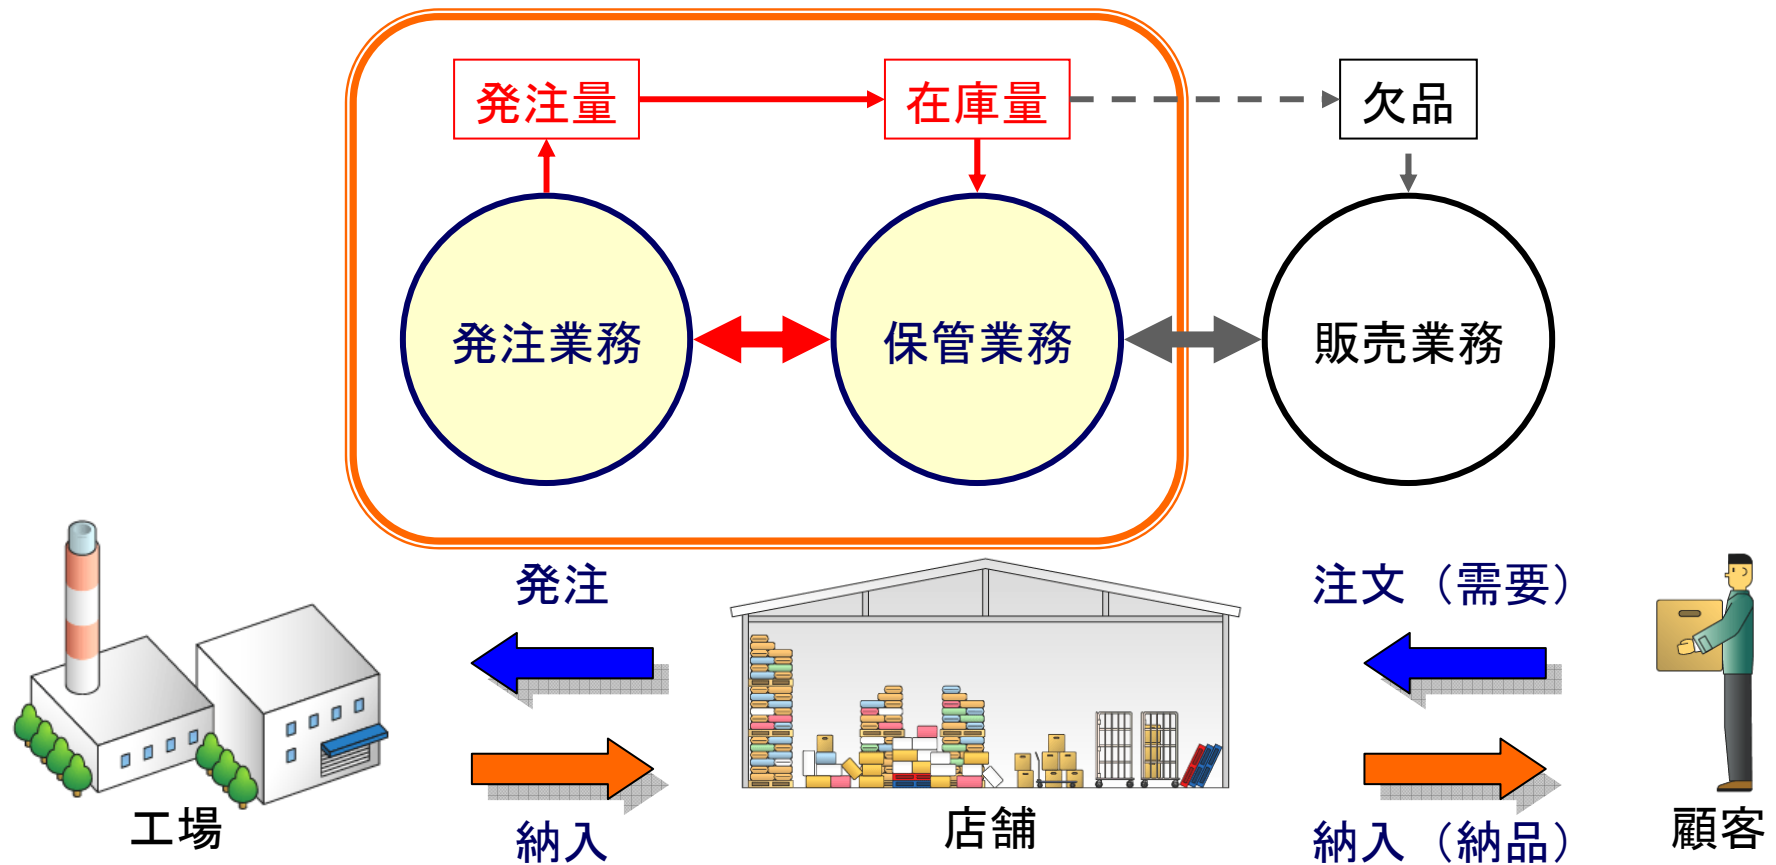 発注量
在庫量
欠品
発注業務
保管業務
販売業務
発注
注文（需要）
工場
店舗
顧客
納入
納入（納品）